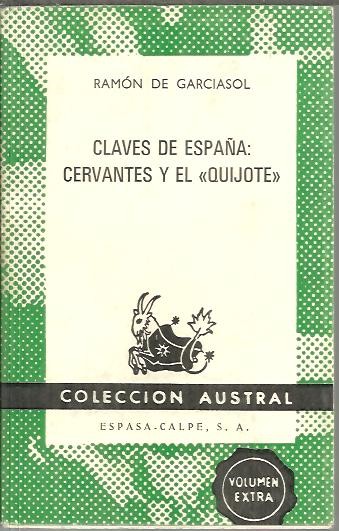 RAMÓN DE GARCIASOL
CLAVES DE ESPAÑA:
CERVANTES Y EL «QUIJOTE»
COLECCION AUSTRAL
ESPASA-CALPE, S. A.
VOLUMEN
EXTRA